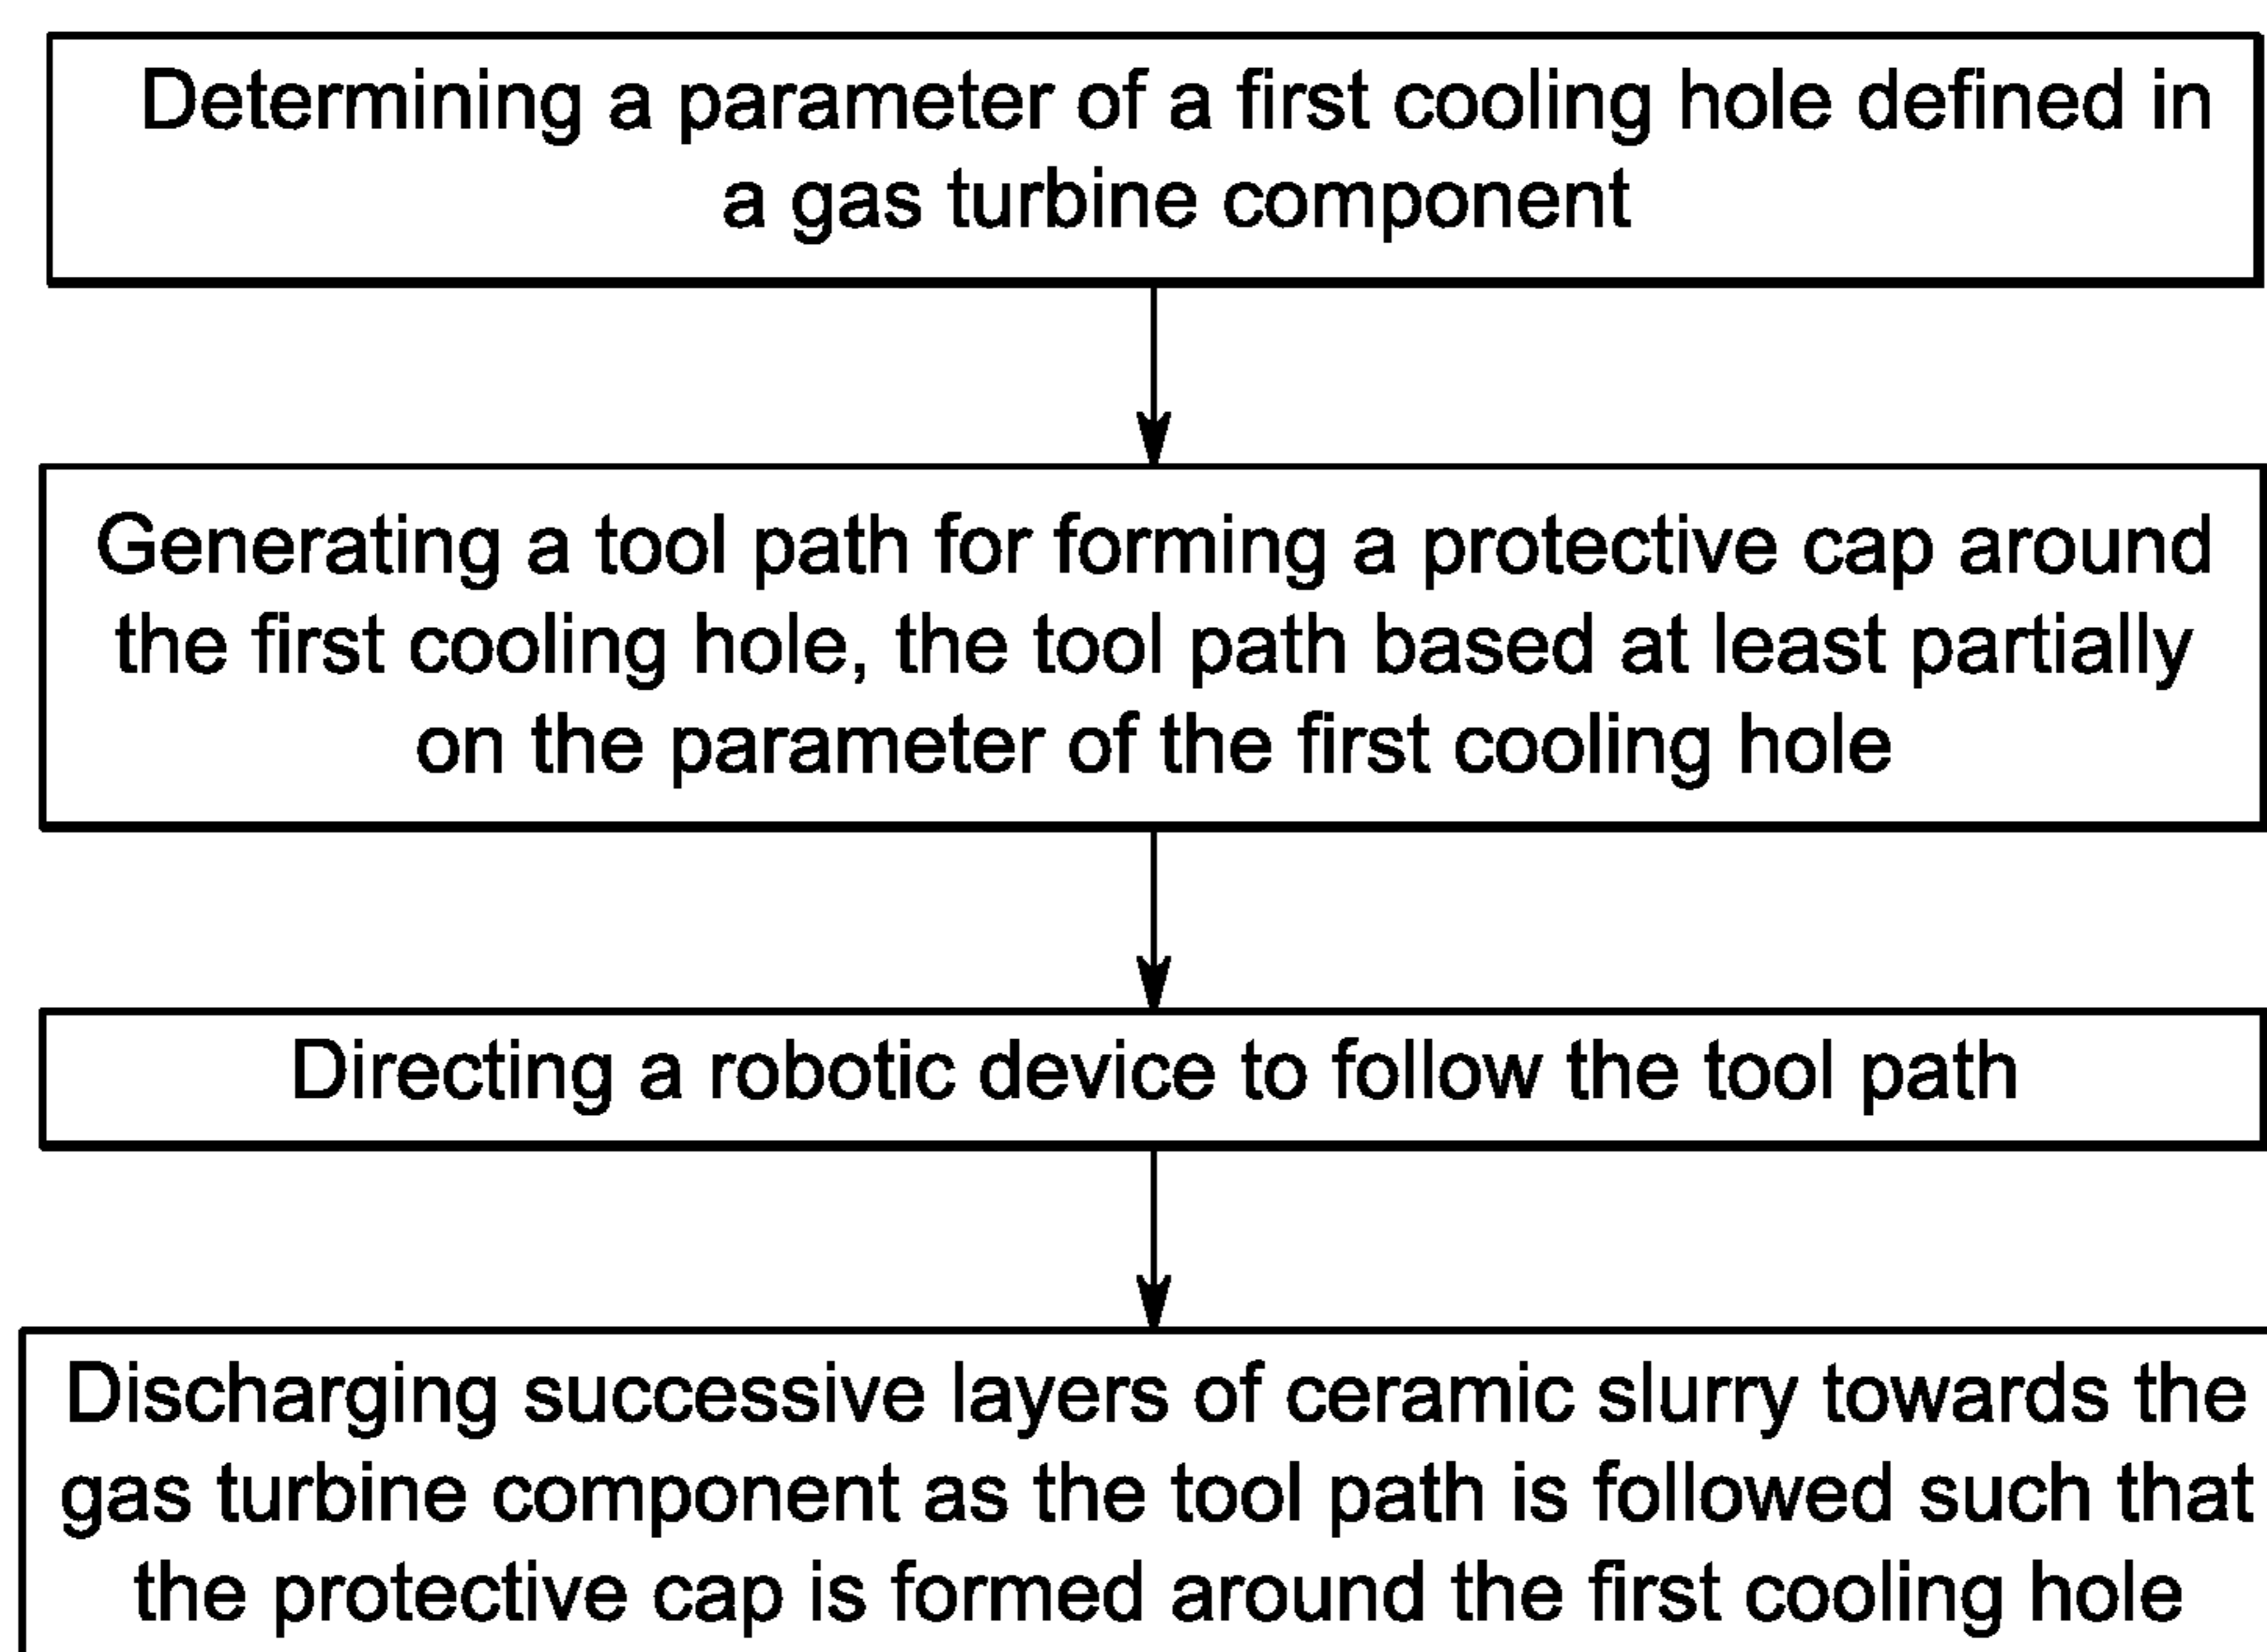 Determining a parameter of a first cooling hole defined in
a gas turbine component
Generating a tool path for forming a protective cap around
the first cooling hole, the tool path based at least partially
on the parameter of the first cooling hole
Directing a robotic device to follow the tool path
Discharging successive layers of ceramic slurry towards the
gas turbine component as the tool path is followed such that
the protective cap is formed around the first cooling hole